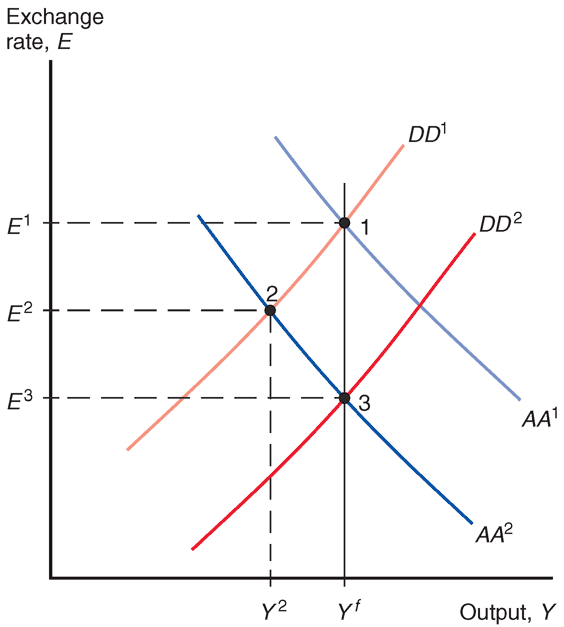 Exchange
rate, E
DD¹
E¹
1
DD²
2
E²
E³
3
AA¹
AA²
Y²
Yᶠ
Output, Y